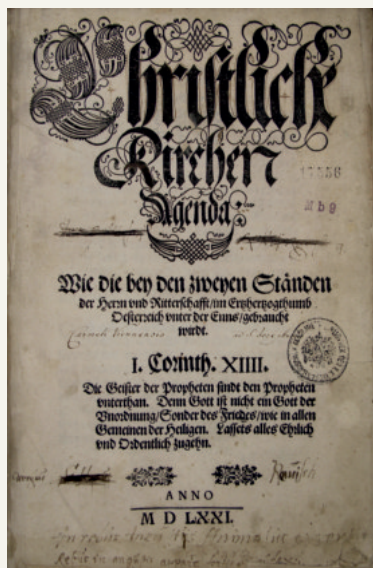 Christliche
Kirchen
Agenda
Wie die bey den zweyen Ständen
der Herrn vnd Ritterschafft/im Ertzhertzogthumb
Oesterreich vnter der Enns/gebraucht
wirdt.
I. Corinth. XIIII.
Die Geister der Propheten sindt den Propheten
vnterthan. Denn Gott ist nicht ein Gott der
Vnordnung/Sonder des Friedes/wie in allen
Gemeinen der Heiligen. Lassets alles Ehrlich
vnd Ordentlich zugehn.
ANNO
M D LXXI.